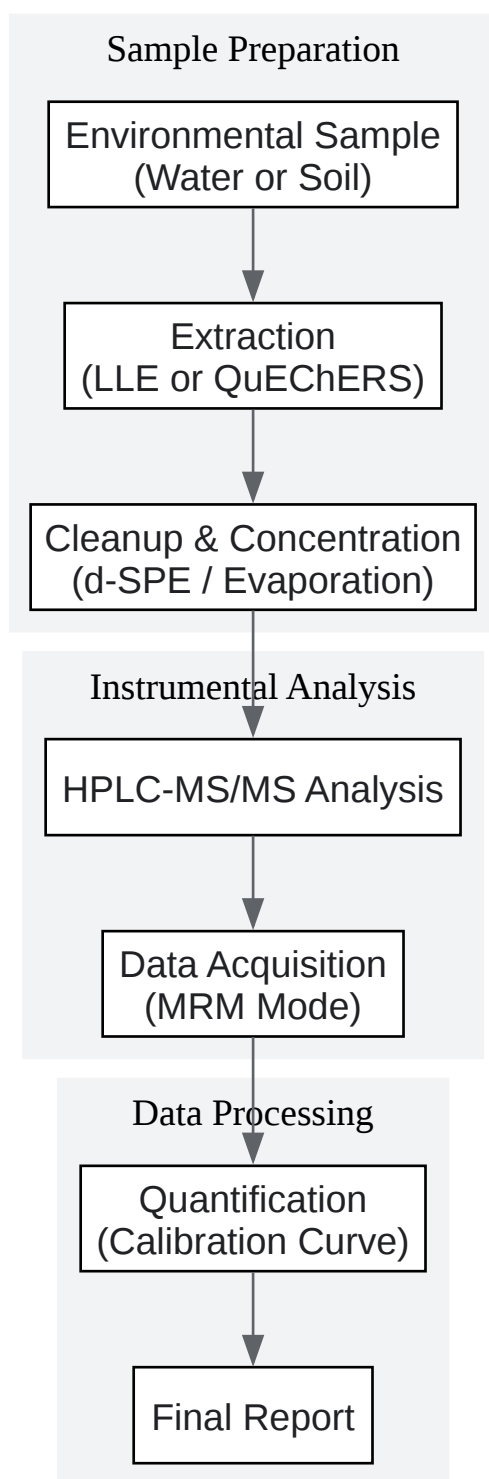 Sample Preparation
Environmental Sample
(Water or Soil)
Extraction
(LLE or QuEChERS)
Cleanup & Concentration
(d-SPE / Evaporation)
Instrumental Analysis
HPLC-MS/MS Analysis
Data Acquisition
(MRM Mode)
Data Processing
Quantification
(Calibration Curve)
Final Report